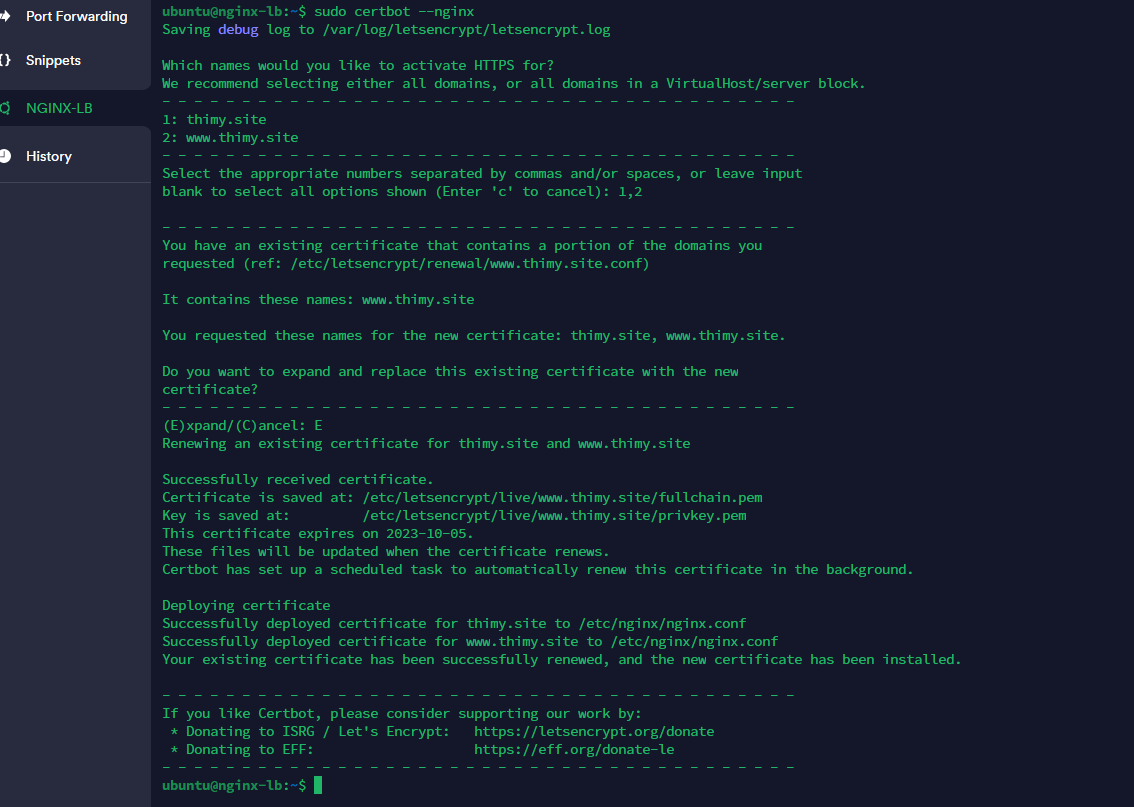 Port Forwarding
{} Snippets
NGINX-LB
History
ubuntu@nginx-lb:~$ sudo certbot --nginx
Saving debug log to /var/log/letsencrypt/letsencrypt.log
Which names would you like to activate HTTPS for?
We recommend selecting either all domains, or all domains in a VirtualHost/server block.
- - - - - - - - - - - - - - - - - - - - - - - - - - - - - - - - - - - - - - - -
1: thimy.site
2: www.thimy.site
- - - - - - - - - - - - - - - - - - - - - - - - - - - - - - - - - - - - - - - -
Select the appropriate numbers separated by commas and/or spaces, or leave input
blank to select all options shown (Enter 'c' to cancel): 1,2
- - - - - - - - - - - - - - - - - - - - - - - - - - - - - - - - - - - - - - - -
You have an existing certificate that contains a portion of the domains you
requested (ref: /etc/letsencrypt/renewal/www.thimy.site.conf)
It contains these names: www.thimy.site
You requested these names for the new certificate: thimy.site, www.thimy.site.
Do you want to expand and replace this existing certificate with the new
certificate?
- - - - - - - - - - - - - - - - - - - - - - - - - - - - - - - - - - - - - - - -
(E)xpand/(C)ancel: E
Renewing an existing certificate for thimy.site and www.thimy.site
Successfully received certificate.
Certificate is saved at: /etc/letsencrypt/live/www.thimy.site/fullchain.pem
Key is saved at:         /etc/letsencrypt/live/www.thimy.site/privkey.pem
This certificate expires on 2023-10-05.
These files will be updated when the certificate renews.
Certbot has set up a scheduled task to automatically renew this certificate in the background.
Deploying certificate
Successfully deployed certificate for thimy.site to /etc/nginx/nginx.conf
Successfully deployed certificate for www.thimy.site to /etc/nginx/nginx.conf
Your existing certificate has been successfully renewed, and the new certificate has been installed.
- - - - - - - - - - - - - - - - - - - - - - - - - - - - - - - - - - - - - - - -
If you like Certbot, please consider supporting our work by:
 * Donating to ISRG / Let's Encrypt:   https://letsencrypt.org/donate
 * Donating to EFF:                    https://eff.org/donate-le
- - - - - - - - - - - - - - - - - - - - - - - - - - - - - - - - - - - - - - - -
ubuntu@nginx-lb:~$